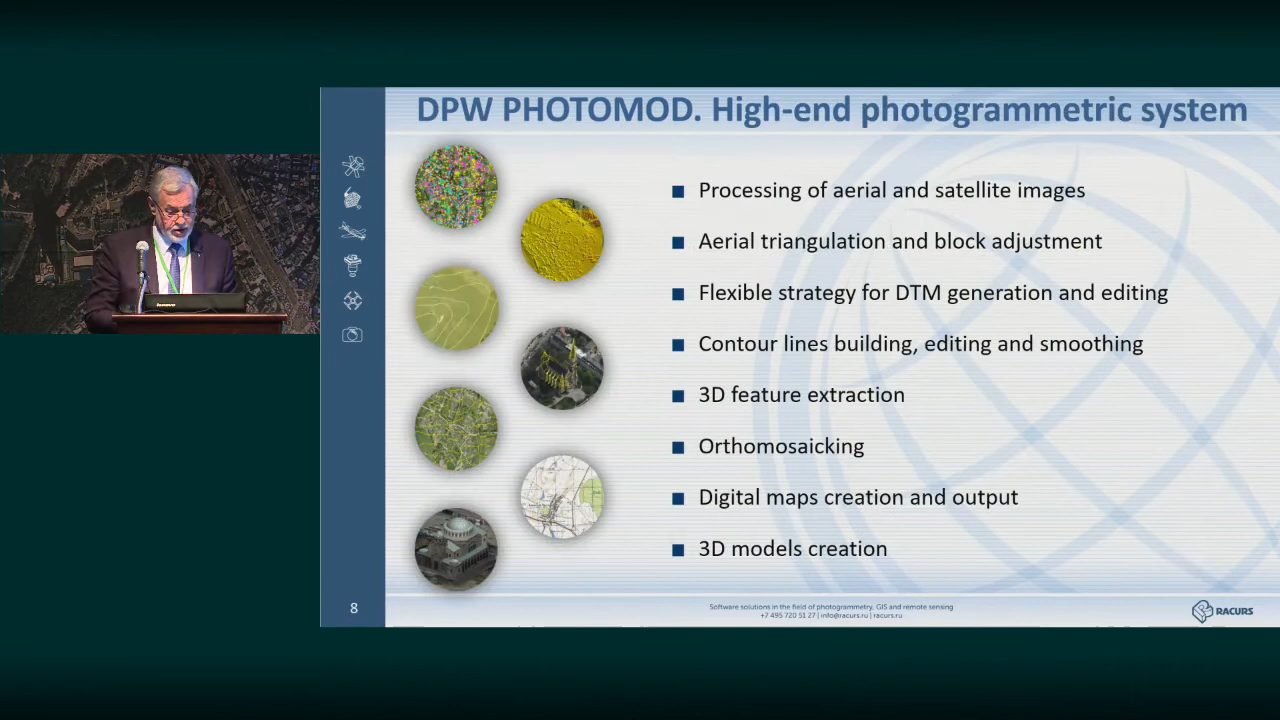 DPW PHOTOMOD. High-end photogrammetric system
Processing of aerial and satellite images
Aerial triangulation and block adjustment
Flexible strategy for DTM generation and editing
Contour lines building, editing and smoothing
3D feature extraction
Orthomosaicking
Digital maps creation and output
3D models creation
8
Software solutions in the field of photogrammetry, GIS and remote sensing
+7 495 720 51 27 | info@racurs.ru | racurs.ru
RACURS
lenovo